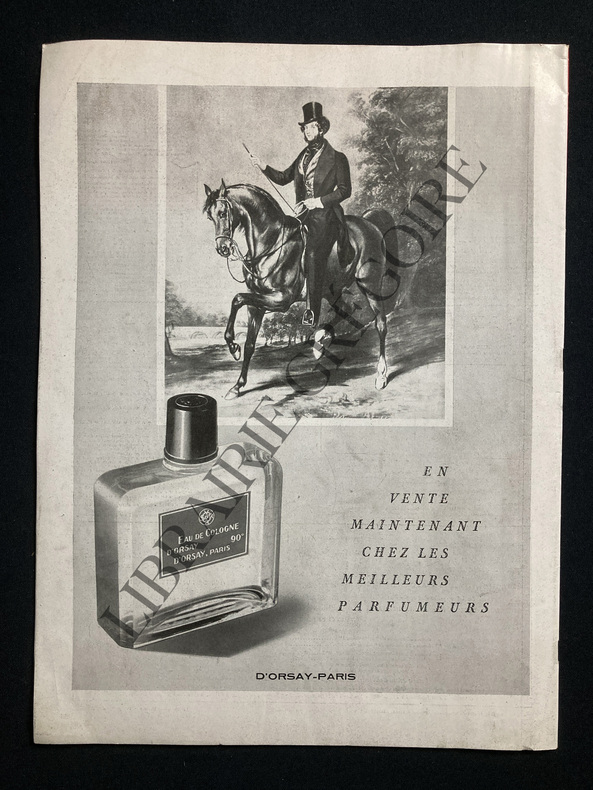 EAU DE COLOGNE
D'ORSAY 90°
D'ORSAY, PARIS
EN
VENTE
MAINTENANT
CHEZ LES
MEILLEURS
PARFUMEURS
D'ORSAY-PARIS
LIBRAIRIE-GRÉGOIRE